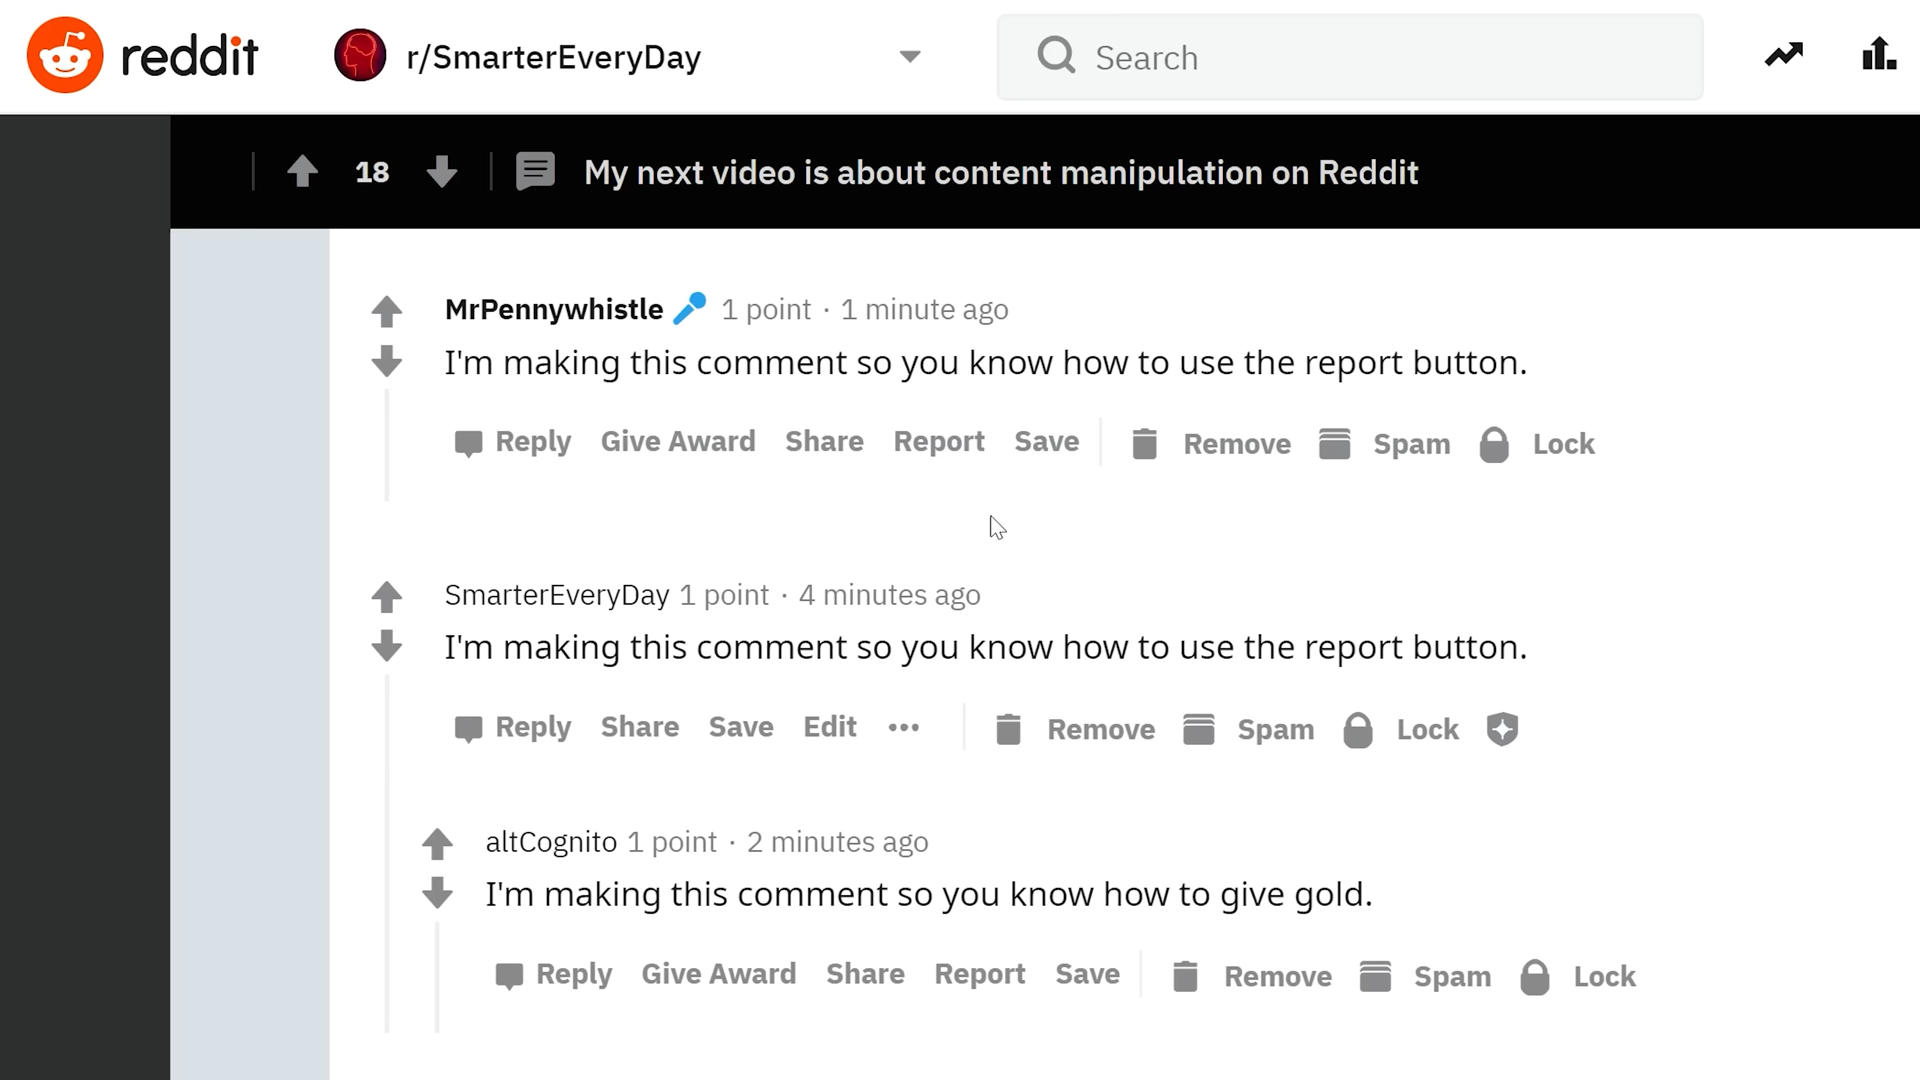 reddit r/SmarterEveryDay Search
18 My next video is about content manipulation on Reddit
MrPennywhistle 1 point · 1 minute ago
I'm making this comment so you know how to use the report button.
Reply Give Award Share Report Save Remove Spam Lock
SmarterEveryDay 1 point · 4 minutes ago
I'm making this comment so you know how to use the report button.
Reply Share Save Edit ••• Remove Spam Lock
altCognito 1 point · 2 minutes ago
I'm making this comment so you know how to give gold.
Reply Give Award Share Report Save Remove Spam Lock